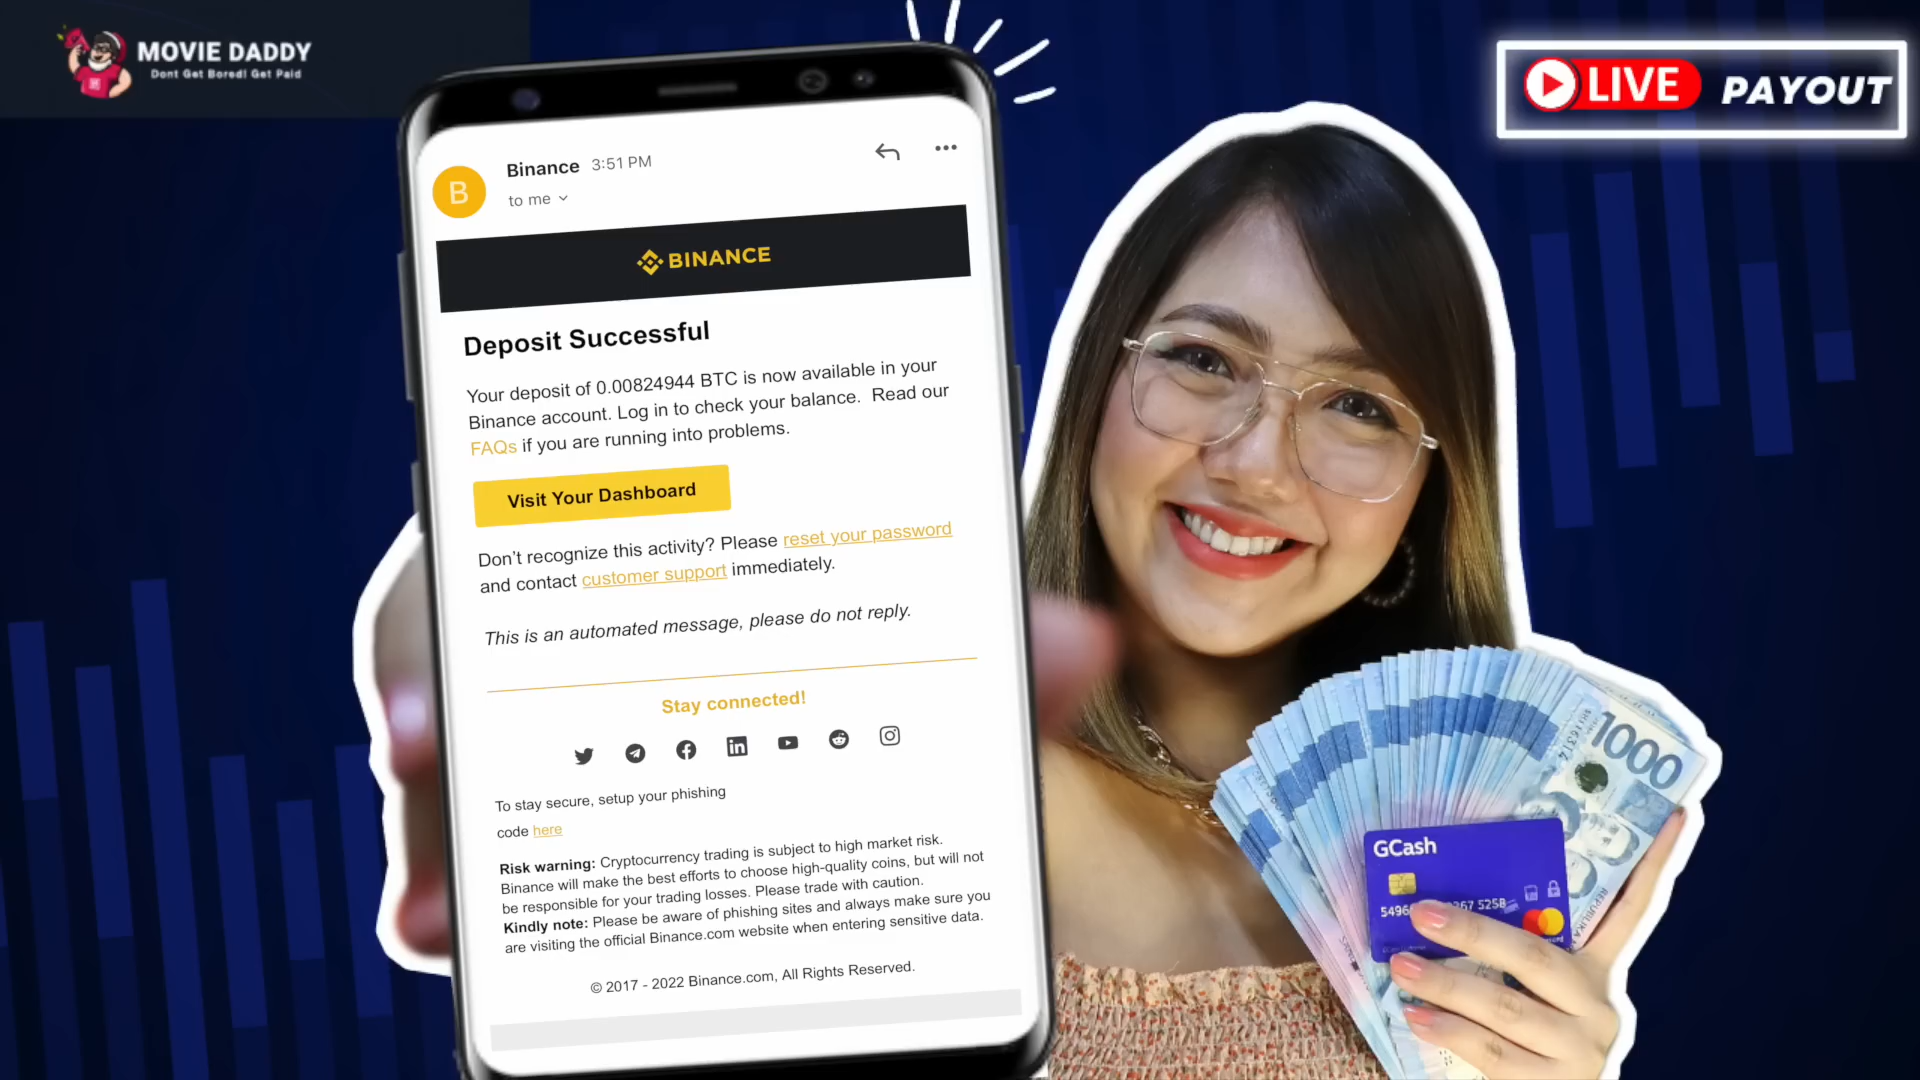 MOVIE DADDY
Dont Get Bored! Get Paid
LIVE PAYOUT
B
Binance 3:51 PM
to me
BINANCE
Deposit Successful
Your deposit of 0.00824944 BTC is now available in your
Binance account. Log in to check your balance. Read our
FAQs if you are running into problems.
Visit Your Dashboard
Don't recognize this activity? Please reset your password
and contact customer support immediately.
This is an automated message, please do not reply.
Stay connected!
To stay secure, setup your phishing
code here
Risk warning: Cryptocurrency trading is subject to high market risk.
Binance will make the best efforts to choose high-quality coins, but will not
be responsible for your trading losses. Please trade with caution.
Kindly note: Please be aware of phishing sites and always make sure you
are visiting the official Binance.com website when entering sensitive data.
© 2017 - 2022 Binance.com, All Rights Reserved.
1000
GCash